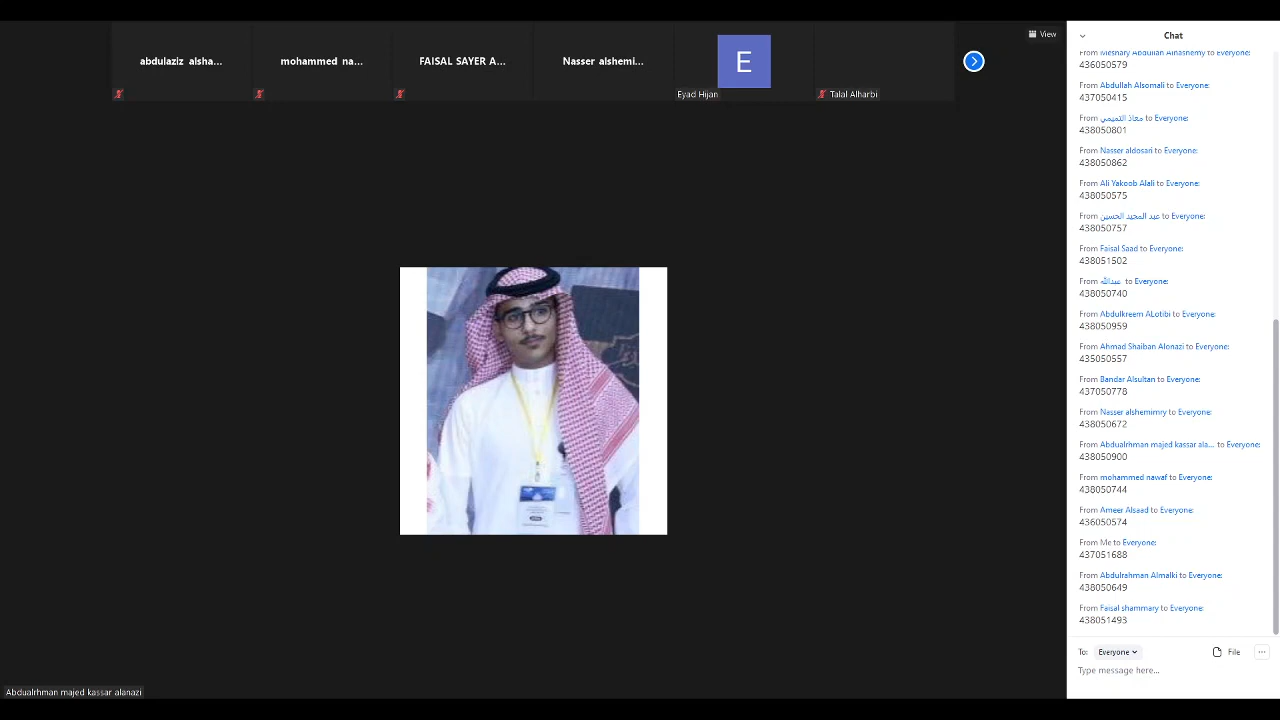 abdulaziz alsha...
mohammed na...
FAISAL SAYER A...
Nasser alshemi...
E
Eyad Hijan
Talal Alharbi
View
Abdualrhman majed kassar alanazi
Chat
From Meshary Abdullah Alhashemy to Everyone:
436050579
From Abdullah Alsomali to Everyone:
437050415
From معاذ التميمي to Everyone:
438050801
From Nasser aldosari to Everyone:
438050862
From Ali Yakoob Alali to Everyone:
438050575
From عبد المجيد الحسين to Everyone:
438050757
From Faisal Saad to Everyone:
438051502
From عبدالله to Everyone:
438050740
From Abdulkreem ALotibi to Everyone:
438050959
From Ahmad Shaiban Alonazi to Everyone:
435050557
From Bandar Alsultan to Everyone:
437050778
From Nasser alshemimry to Everyone:
438050672
From Abdualrhman majed kassar ala... to Everyone:
438050900
From mohammed nawaf to Everyone:
438050744
From Ameer Alsaad to Everyone:
436050574
From Me to Everyone:
437051688
From Abdulrahman Almalki to Everyone:
438050649
From Faisal shammary to Everyone:
438051493
To: Everyone
File
Type message here...